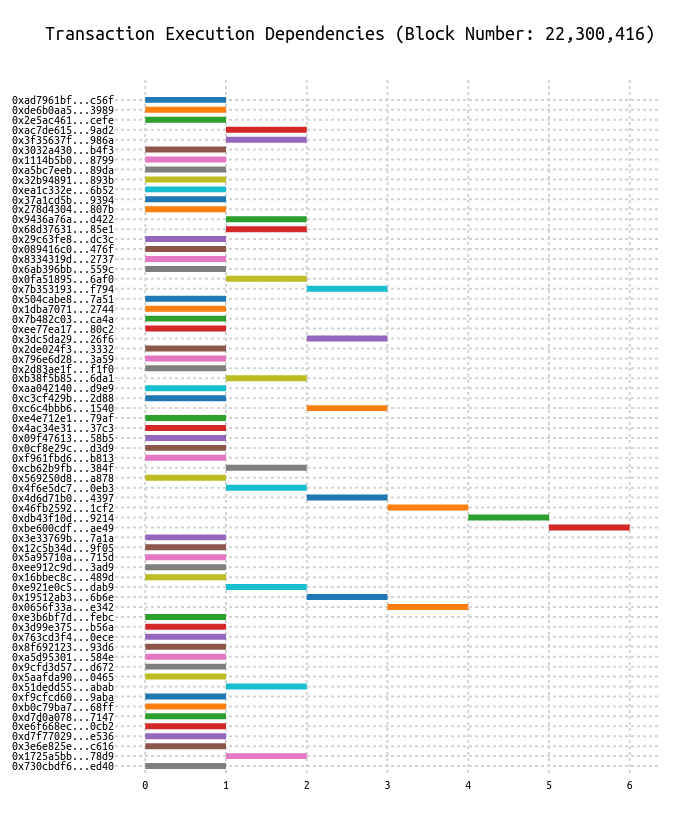 Transaction Execution Dependencies (Block Number: 22,300,416)
0xad7961bf...c56f
0xde6b0aa5...3989
0x2e5ac461...cefe
0xac7de615...9ad2
0x3f35637f...986a
0x3032a430...b4f3
0x1114b5b0...8799
0xa5bc7eeb...89da
0x32b94891...893b
0xea1c332e...6b52
0x37a1cd5b...9394
0x278d4304...807b
0x9436a76a...d422
0x68d37631...85e1
0x29c63fe8...dc3c
0x089416c0...476f
0x8334319d...2737
0x6ab396bb...559c
0x0fa51895...6af0
0x7b353193...f794
0x504cabe8...7a51
0x1dba7071...2744
0x7b482c03...ca4a
0xee77ea17...80c2
0x3dc5da29...26f6
0x2de024f3...3332
0x796e6d28...3a59
0x2d83ae1f...f1f0
0xb38f5b85...6da1
0xaa042140...d9e9
0xc3cf429b...2d88
0xc6c4bbb6...1540
0xe4e712e1...79af
0x4ac34e31...37c3
0x09f47613...58b5
0x0cf8e29c...d3d9
0xf961fbd6...b813
0xcb62b9fb...384f
0x569250d8...a878
0x4f6e5dc7...0eb3
0x4d6d71b0...4397
0x46fb2592...1cf2
0xdb43f10d...9214
0xbe600cdf...ae49
0x3e33769b...7a1a
0x12c5b34d...9f05
0x5a95710a...715d
0xee912c9d...3ad9
0x16bbec8c...489d
0xe921e0c5...dab9
0x19512ab3...6b6e
0x0656f33a...e342
0xe3b6bf7d...febc
0x3d99e375...b56a
0x763cd3f4...0ece
0x8f692123...93d6
0xa5d95301...584e
0x9cfd3d57...d672
0x5aafda90...0465
0x51dedd55...abab
0xf9cfcd60...9aba
0xb0c79ba7...68ff
0xd7d0a078...7147
0xe6f668ec...0cb2
0xd7f77029...e536
0x3e6e825e...c616
0x1725a5bb...78d9
0x730cbdf6...ed40
0 1 2 3 4 5 6